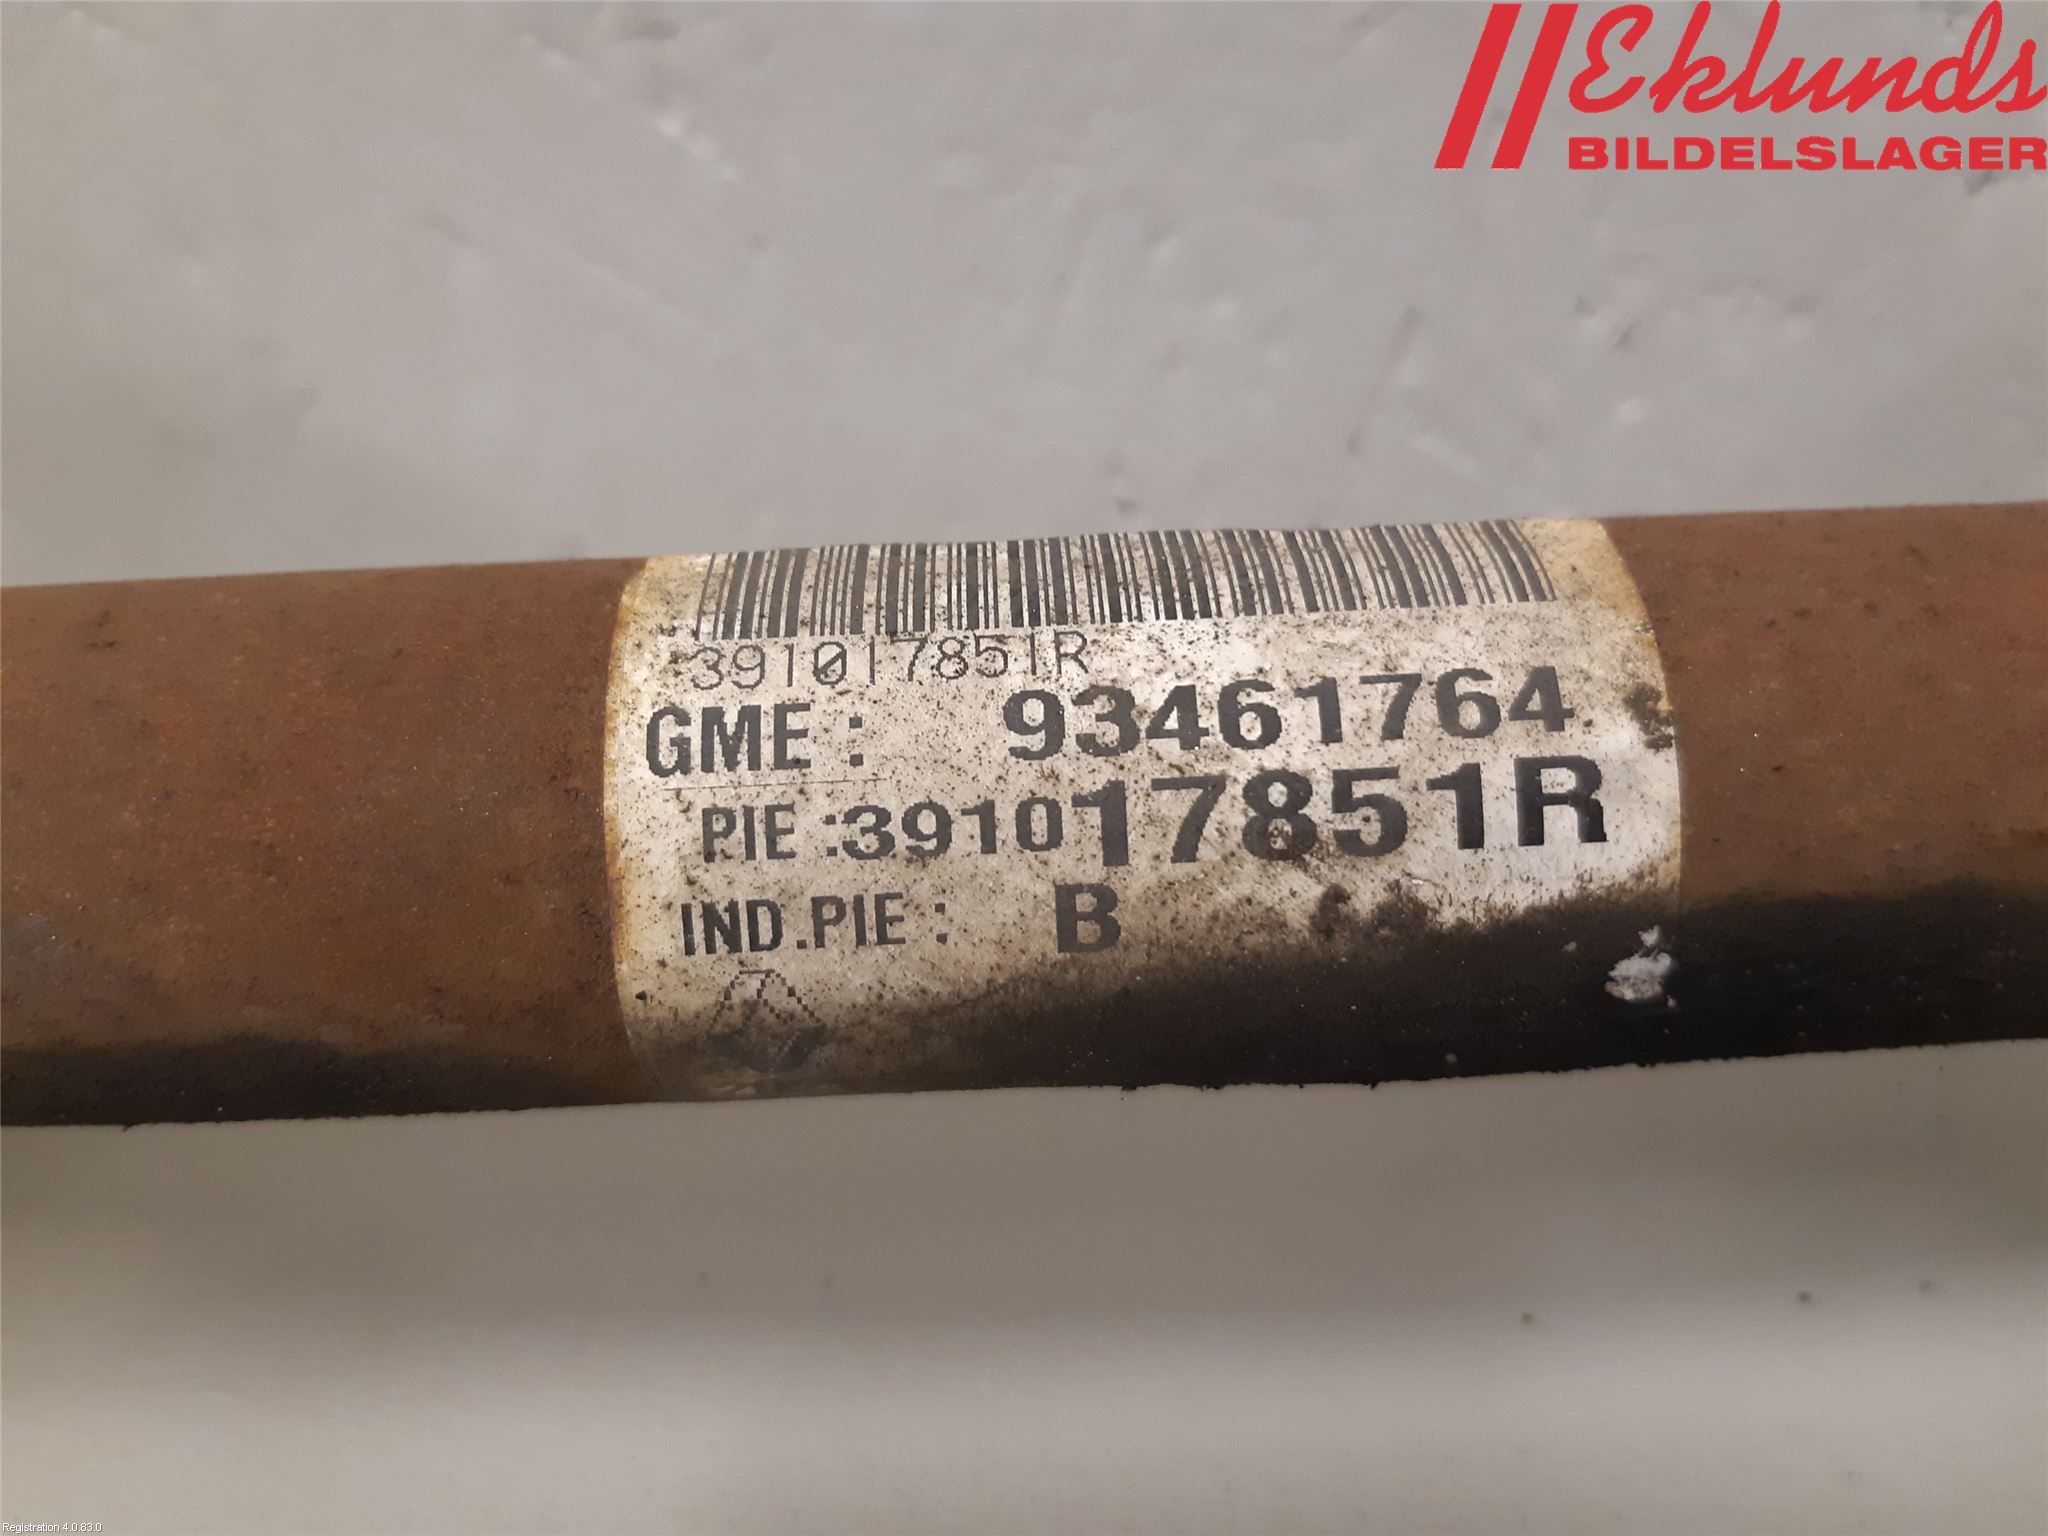 Eklunds
BILDELSLAGER
391017851R
GME : 93461764
PIE :391017851R
IND.PIE : B
Registration 4.0.83.0